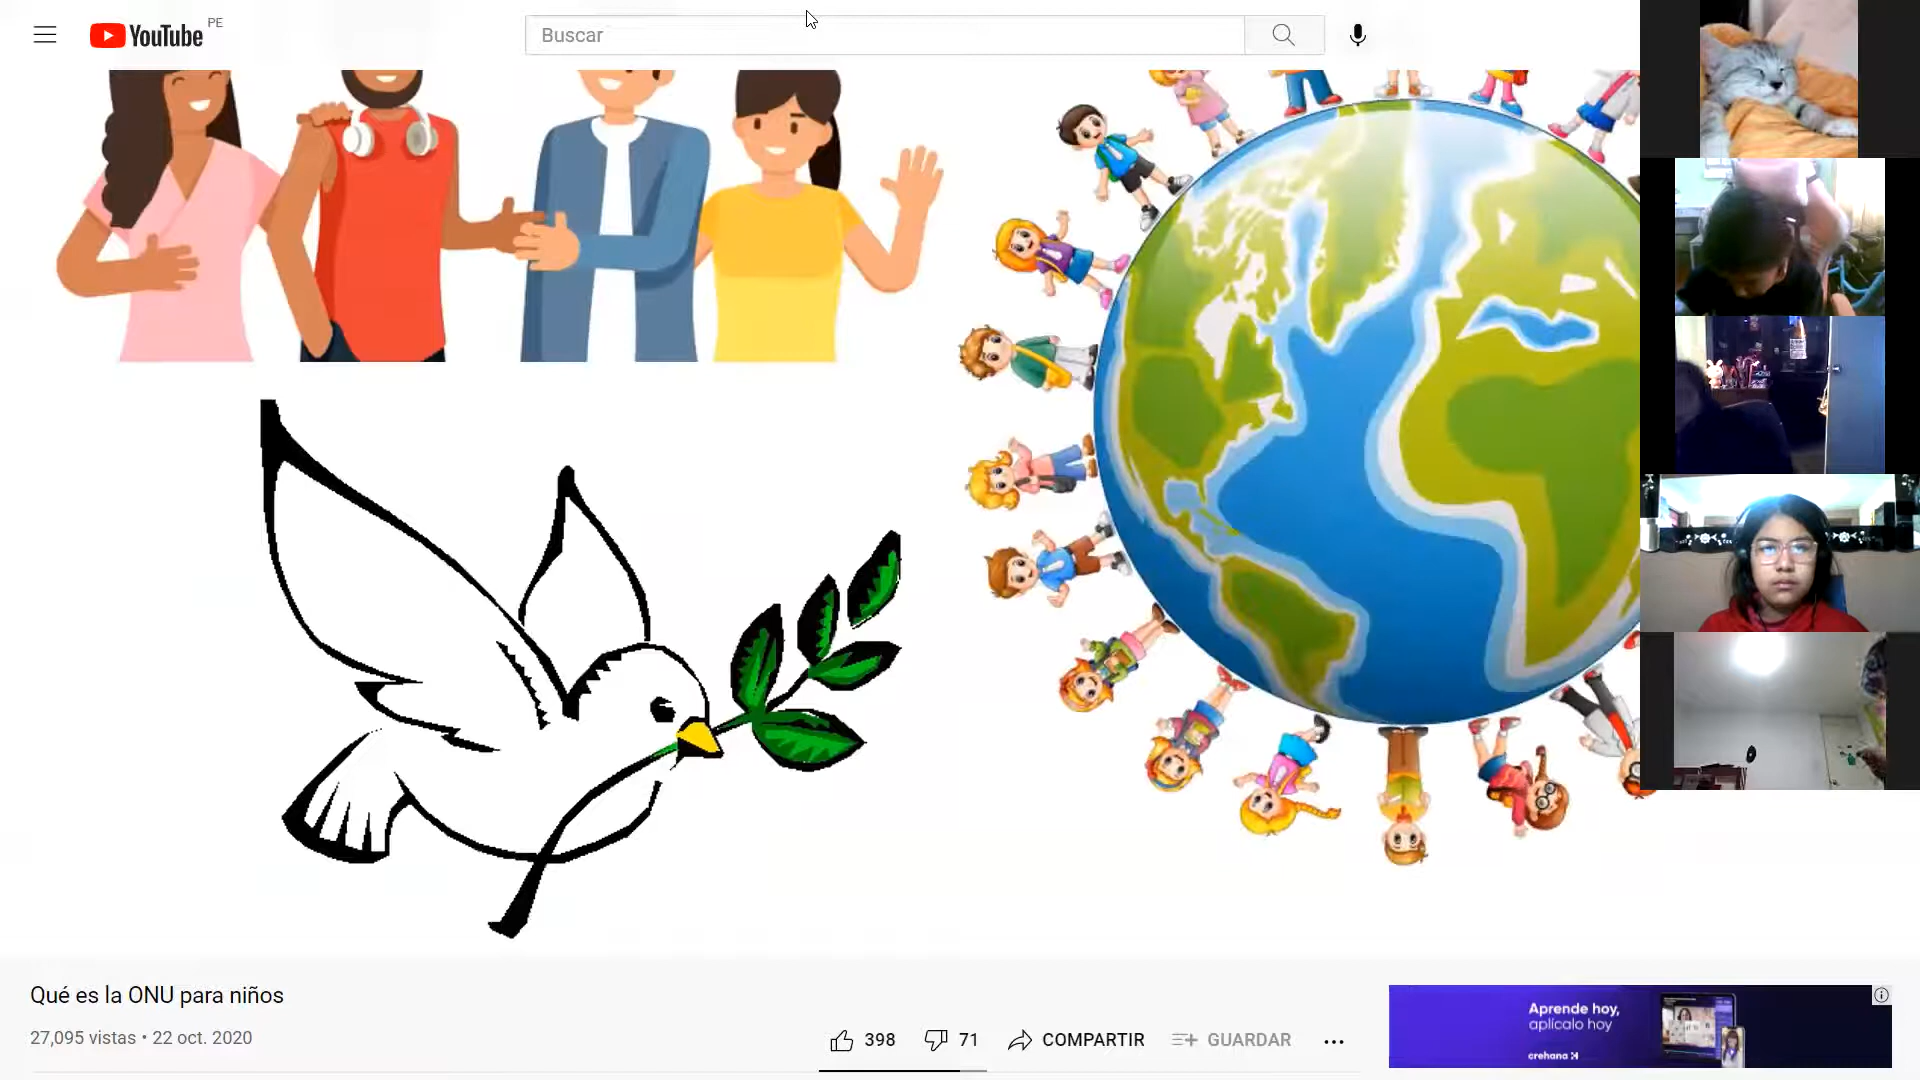 YouTube PE
Buscar
Qué es la ONU para niños
27,095 vistas • 22 oct. 2020
398
71
COMPARTIR
GUARDAR
Aprende hoy,
aplícalo hoy
crehana